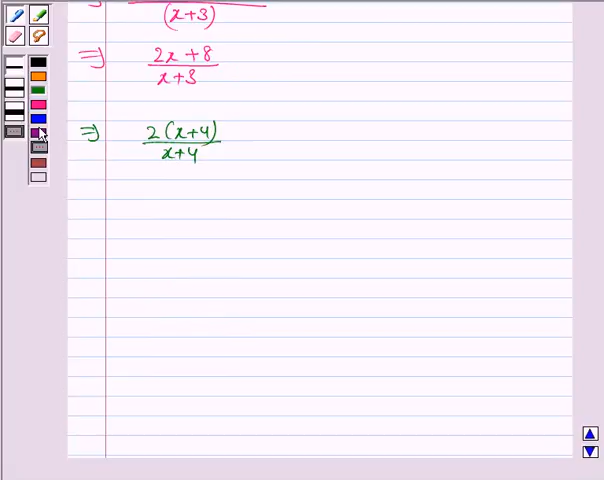 (x+3)
⇒ 2x+8
x+3
⇒ 2(x+4)
x+4